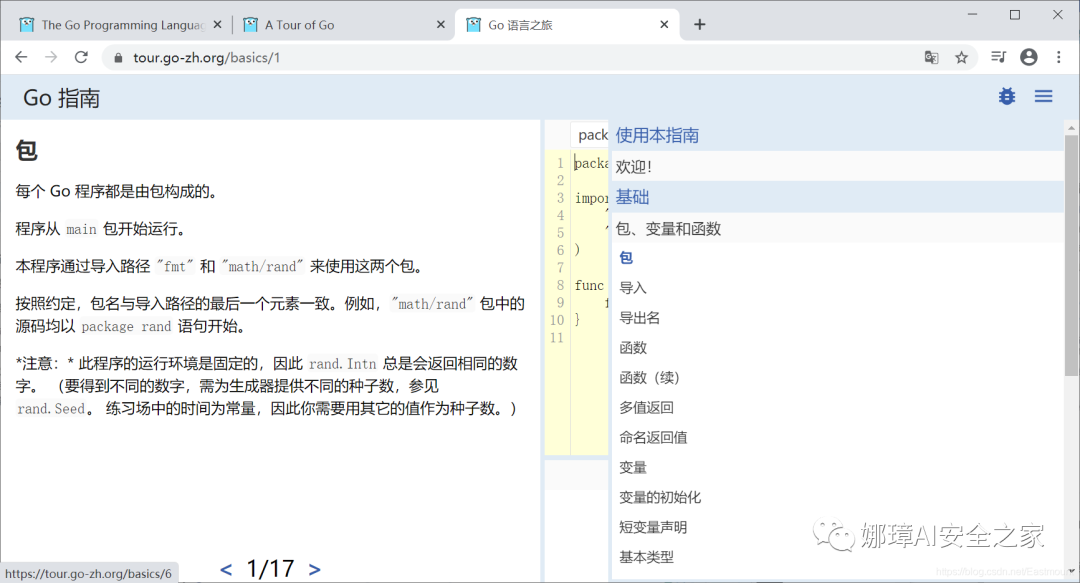 The Go Programming Langua
A Tour of Go
Go 语言之旅
tour.go-zh.org/basics/1
Go 指南
包
每个 Go 程序都是由包构成的。
程序从 main 包开始运行。
本程序通过导入路径 "fmt" 和 "math/rand" 来使用这两个包。
按照约定，包名与导入路径的最后一个元素一致。例如，"math/rand" 包中的
源码均以 package rand 语句开始。
*注意：* 此程序的运行环境是固定的，因此 rand.Intn 总是会返回相同的数
字。 （要得到不同的数字，需为生成器提供不同的种子数，参见
rand.Seed。 练习场中的时间为常量，因此你需要用其它的值作为种子数。）
https://tour.go-zh.org/basics/6
< 1/17 >
pack
1 packa
2
3 impor
4
5
6 )
7
8 func
9 f
10 }
11
使用本指南
欢迎！
基础
包、变量和函数
包
导入
导出名
函数
函数（续）
多值返回
命名返回值
变量
变量的初始化
短变量声明
基本类型
娜璋AI安全之家
https://blog.csdn.net/Eastmount